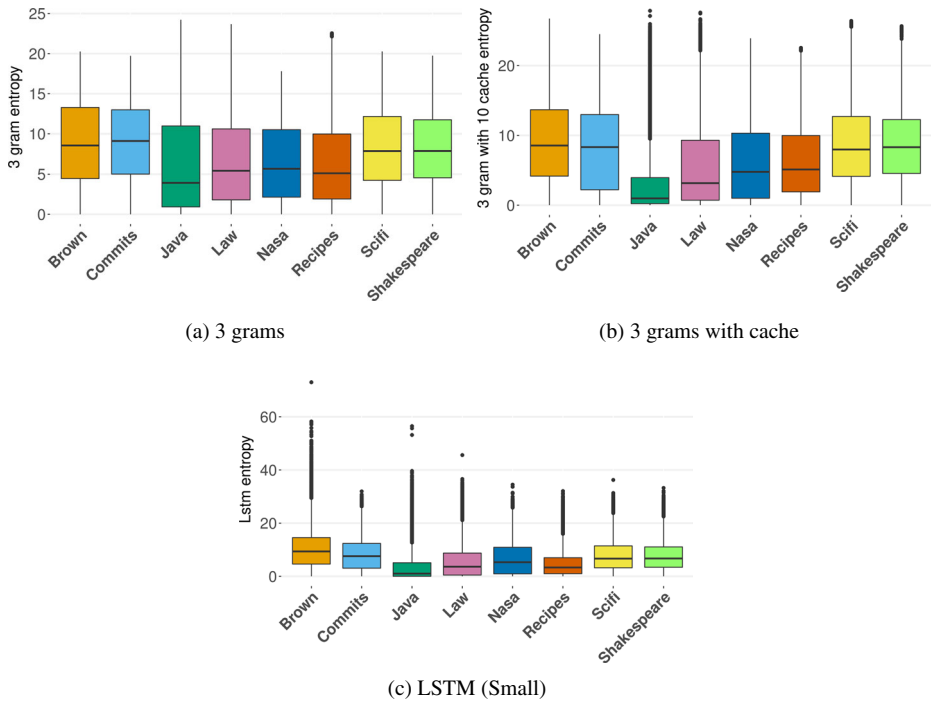 3 gram entropy
25
20
15
10
5
0
Brown
Commits
Java
Law
Nasa
Recipes
Scifi
Shakespeare
(a) 3 grams
3 gram with 10 cache entropy
20
10
0
Brown
Commits
Java
Law
Nasa
Recipes
Scifi
Shakespeare
(b) 3 grams with cache
Lstm entropy
60
40
20
0
Brown
Commits
Java
Law
Nasa
Recipes
Scifi
Shakespeare
(c) LSTM (Small)